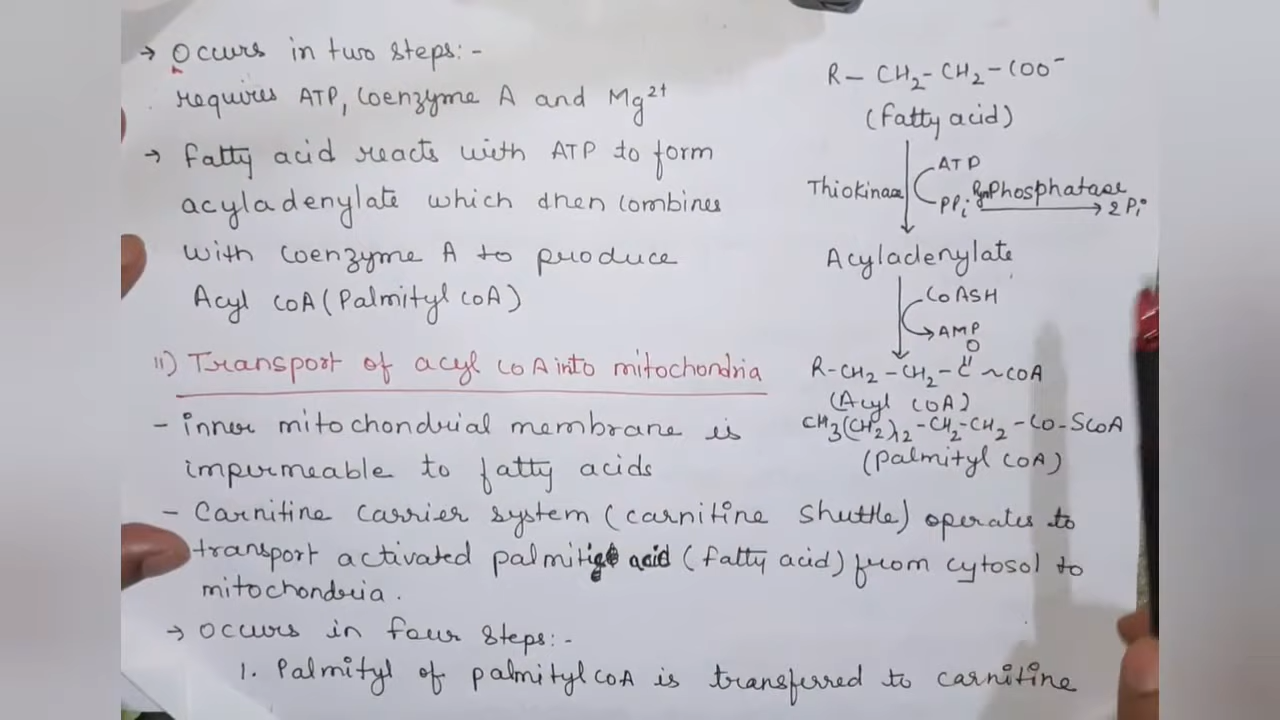 → Occurs in two steps:-
requires ATP, Coenzyme A and Mg²⁺
→ Fatty acid reacts with ATP to form
acyladenylate which then combines
with Coenzyme A to produce
Acyl CoA (Palmityl CoA)
ii) Transport of acyl CoA into mitochondria
- inner mitochondrial membrane is
impermeable to fatty acids
- Carnitine carrier system (carnitine shuttle) operates to
transport activated palmitic acid (fatty acid) from cytosol to
mitochondria.
→ Occurs in four steps:-
1. Palmityl of palmityl CoA is transferred to carnitine
R-CH₂-CH₂-COO⁻
(Fatty acid)
ATP
Thiokinase
PPi Pyrophosphatase → 2Pi
Acyladenylate
CoASH
AMP
O
R-CH₂-CH₂-C~COA
(Acyl COA)
CH₃(CH₂)₁₂-CH₂-CH₂-CO-SCoA
(palmityl COA)